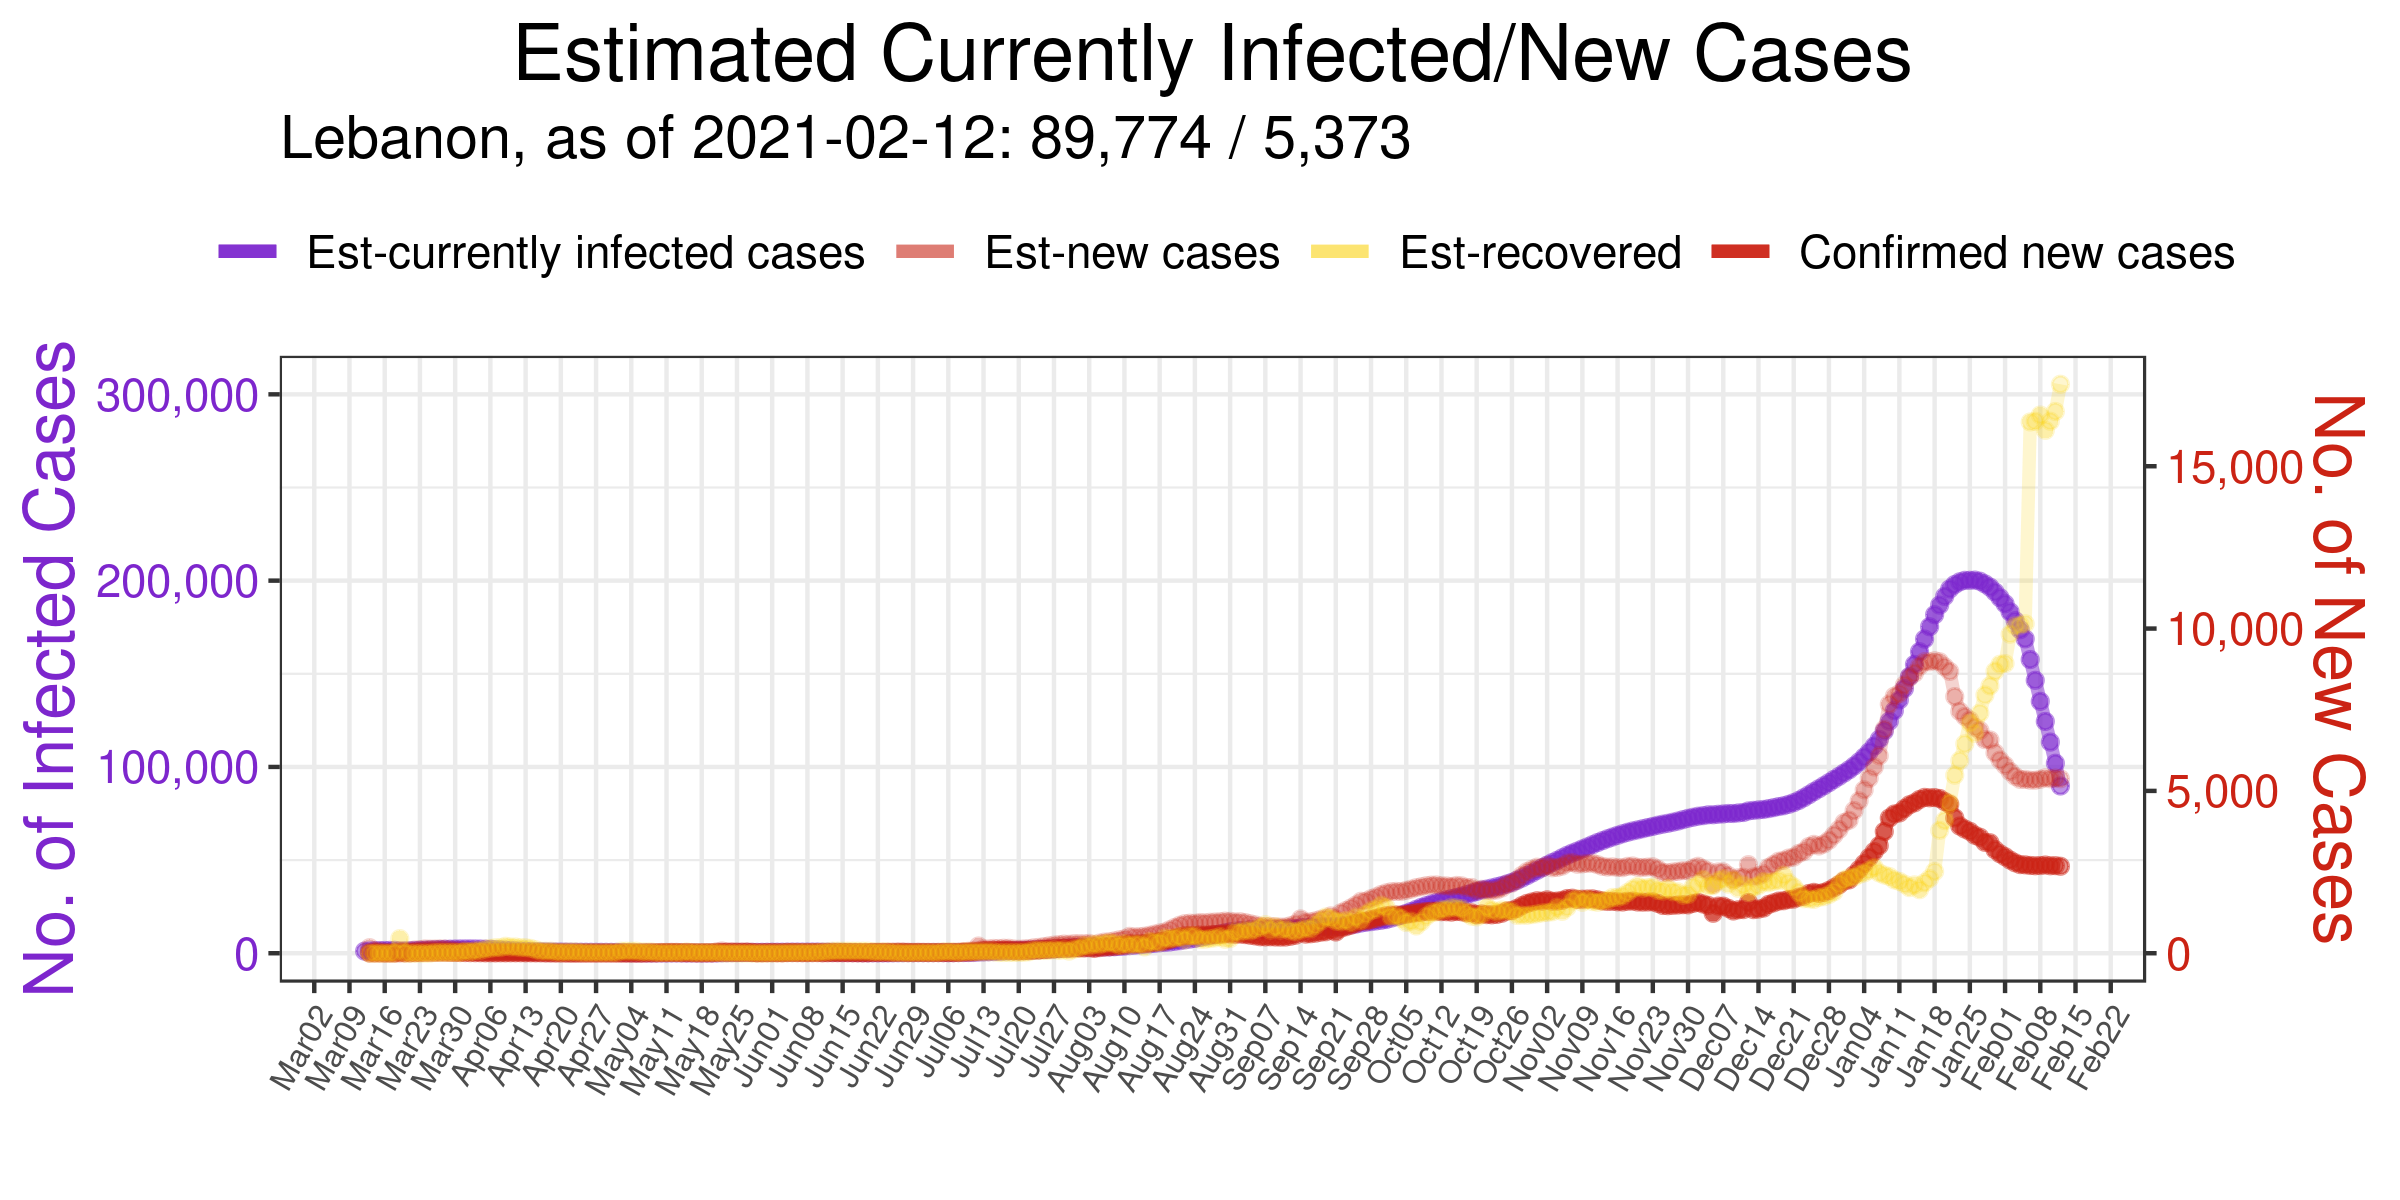 Estimated Currently Infected/New Cases
Lebanon, as of 2021-02-12: 89,774 / 5,373
Est-currently infected cases
Est-new cases
Est-recovered
Confirmed new cases
No. of Infected Cases
300,000
200,000
100,000
0
15,000
10,000
5,000
0
No. of New Cases
Mar02
Mar09
Mar16
Mar23
Mar30
Apr06
Apr13
Apr20
Apr27
May04
May11
May18
May25
Jun01
Jun08
Jun15
Jun22
Jun29
Jul06
Jul13
Jul20
Jul27
Aug03
Aug10
Aug17
Aug24
Aug31
Sep07
Sep14
Sep21
Sep28
Oct05
Oct12
Oct19
Oct26
Nov02
Nov09
Nov16
Nov23
Nov30
Dec07
Dec14
Dec21
Dec28
Jan04
Jan11
Jan18
Jan25
Feb01
Feb08
Feb15
Feb22